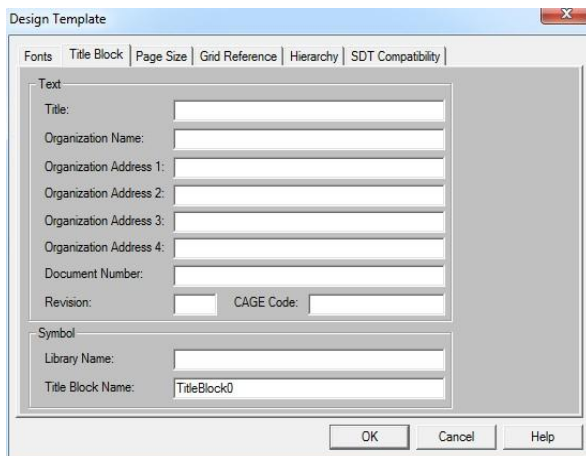 Design Template
Fonts Title Block Page Size Grid Reference Hierarchy SDT Compatibility
Text
Title:
Organization Name:
Organization Address 1:
Organization Address 2:
Organization Address 3:
Organization Address 4:
Document Number:
Revision: CAGE Code:
Symbol
Library Name:
Title Block Name: TitleBlock0
OK Cancel Help